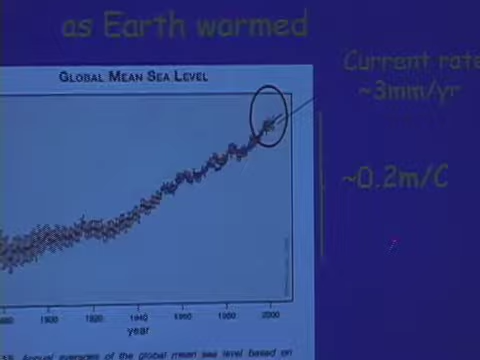 as Earth warmed
GLOBAL MEAN SEA LEVEL
Current rate
~3mm/yr
~0.2m/C
1900 1920 1940 1960 1980 2000
year
Annual averages of the global mean sea level based on